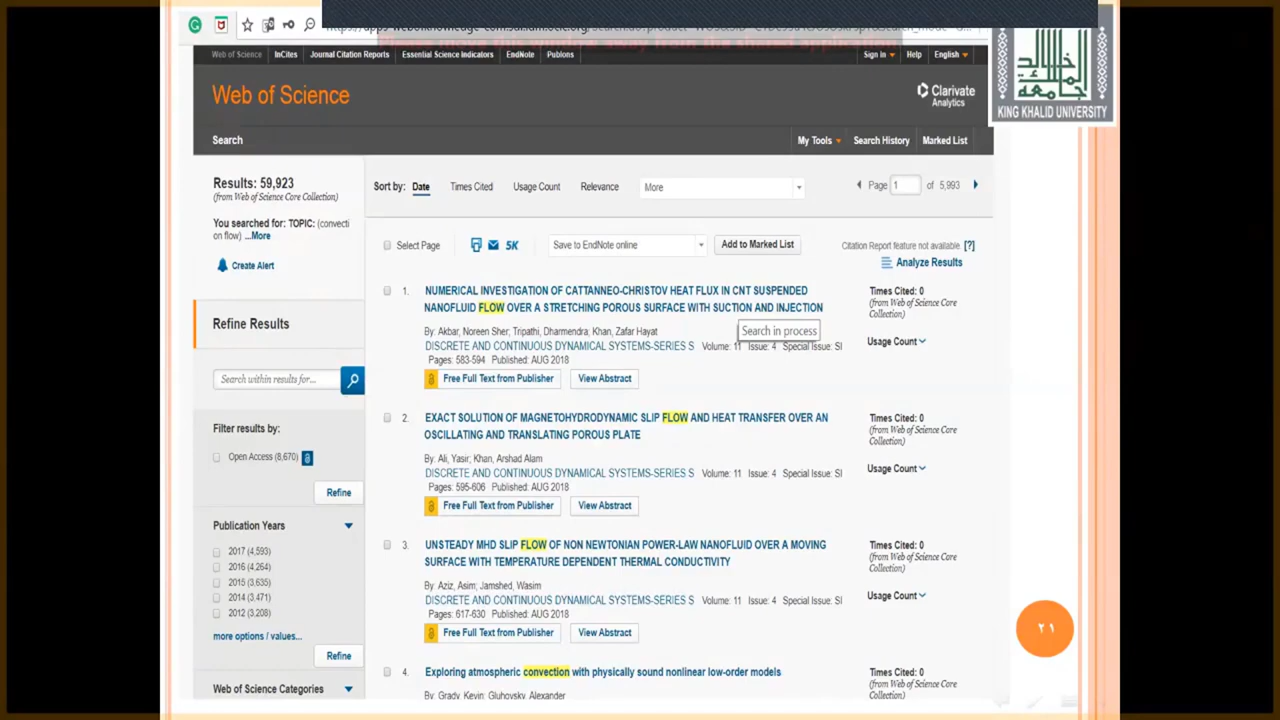 Web of Science InCites Journal Citation Reports Essential Science Indicators EndNote Publons Sign In Help English
Web of Science
Clarivate
Analytics
جامعة الملك خالد
KING KHALID UNIVERSITY
Search My Tools Search History Marked List
Results: 59,923
(from Web of Science Core
Collection)
You searched for: TOPIC: (convecti
on flow) ...More
Create Alert
Sort by: Date Times Cited Usage Count Relevance More Page 1 of 5,993
Select Page 5K Save to EndNote online Add to Marked List
Citation Report feature not available. [?]
Analyze Results
Refine Results
Search within results for...
Filter results by:
Open Access (8,670)
Refine
Publication Years
2017 (4,593)
2016 (4,264)
2015 (3,635)
2014 (3,471)
2012 (3,208)
more options / values...
Refine
Web of Science Categories
1. NUMERICAL INVESTIGATION OF CATTANEO-CHRISTOV HEAT FLUX IN CNT SUSPENDED
NANOFLUID FLOW OVER A STRETCHING POROUS SURFACE WITH SUCTION AND INJECTION
By: Akbar, Noreen Sher; Tripathi, Dharmendra; Khan, Zafar Hayat
Search in process
DISCRETE AND CONTINUOUS DYNAMICAL SYSTEMS-SERIES S Volume: 11 Issue: 4 Special Issue: SI
Pages: 583-594 Published: AUG 2018
Free Full Text from Publisher View Abstract
Times Cited: 0
(from Web of Science Core
Collection)
Usage Count
2. EXACT SOLUTION OF MAGNETOHYDRODYNAMIC SLIP FLOW AND HEAT TRANSFER OVER AN
OSCILLATING AND TRANSLATING POROUS PLATE
By: Ali, Yasir; Khan, Arshad Alam
DISCRETE AND CONTINUOUS DYNAMICAL SYSTEMS-SERIES S Volume: 11 Issue: 4 Special Issue: SI
Pages: 595-606 Published: AUG 2018
Free Full Text from Publisher View Abstract
Times Cited: 0
(from Web of Science Core
Collection)
Usage Count
3. UNSTEADY MHD SLIP FLOW OF NON NEWTONIAN POWER-LAW NANOFLUID OVER A MOVING
SURFACE WITH TEMPERATURE DEPENDENT THERMAL CONDUCTIVITY
By: Aziz, Asim; Jamshed, Wasim
DISCRETE AND CONTINUOUS DYNAMICAL SYSTEMS-SERIES S Volume: 11 Issue: 4 Special Issue: SI
Pages: 617-630 Published: AUG 2018
Free Full Text from Publisher View Abstract
Times Cited: 0
(from Web of Science Core
Collection)
Usage Count
4. Exploring atmospheric convection with physically sound nonlinear low-order models
By: Grady, Kevin; Gluhovsky, Alexander
Times Cited: 0
(from Web of Science Core
Collection)
٢١